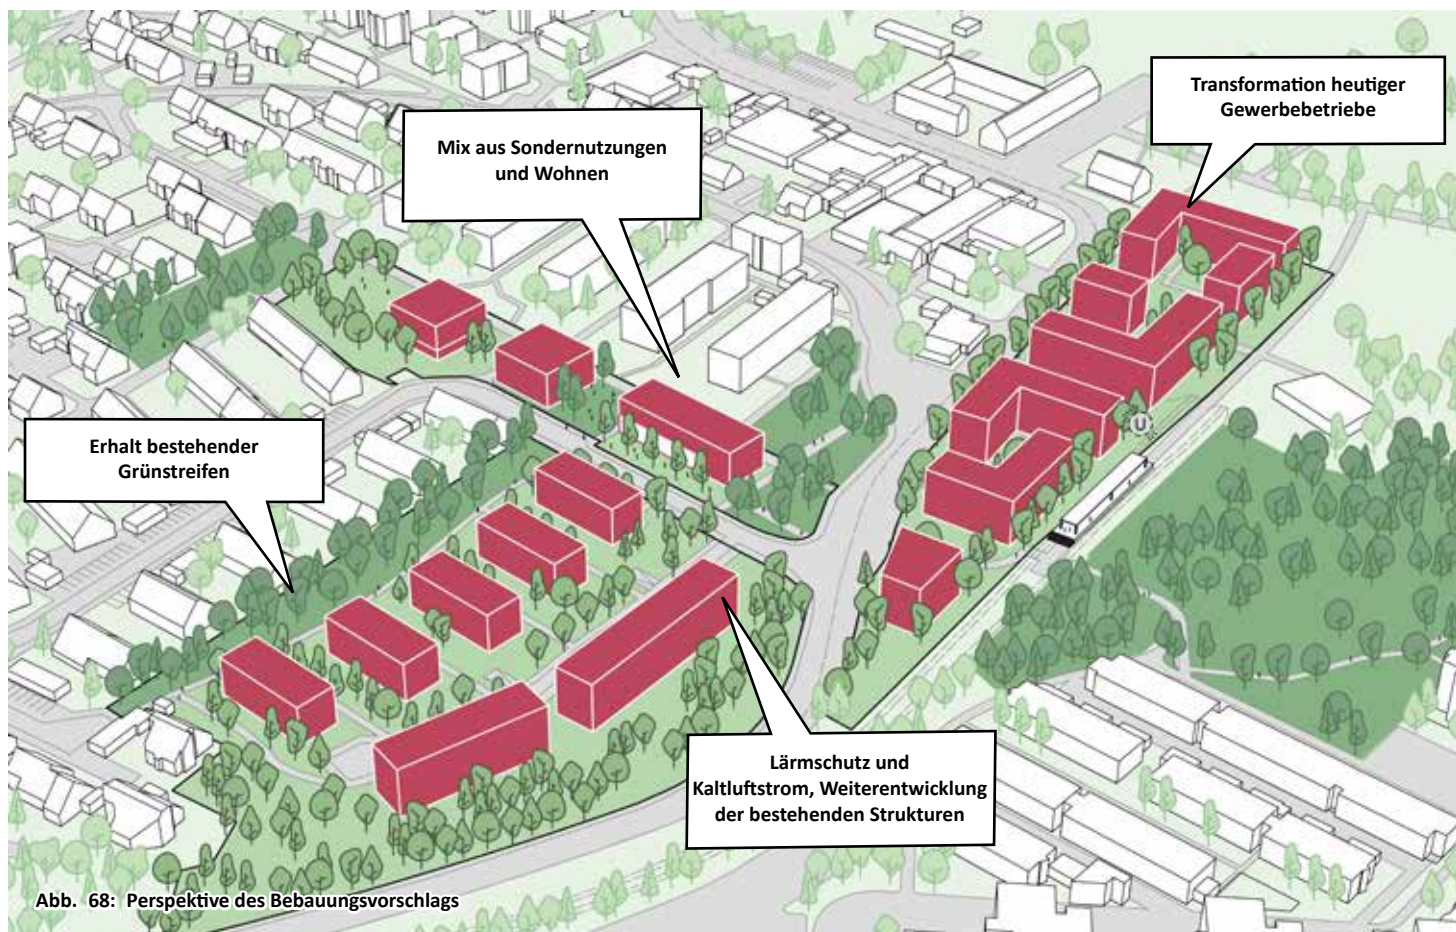 Transformation heutiger
Gewerbebetriebe
Mix aus Sondernutzungen
und Wohnen
Erhalt bestehender
Grünstreifen
U
Lärmschutz und
Kaltluftstrom, Weiterentwicklung
der bestehenden Strukturen
Abb. 68: Perspektive des Bebauungsvorschlags